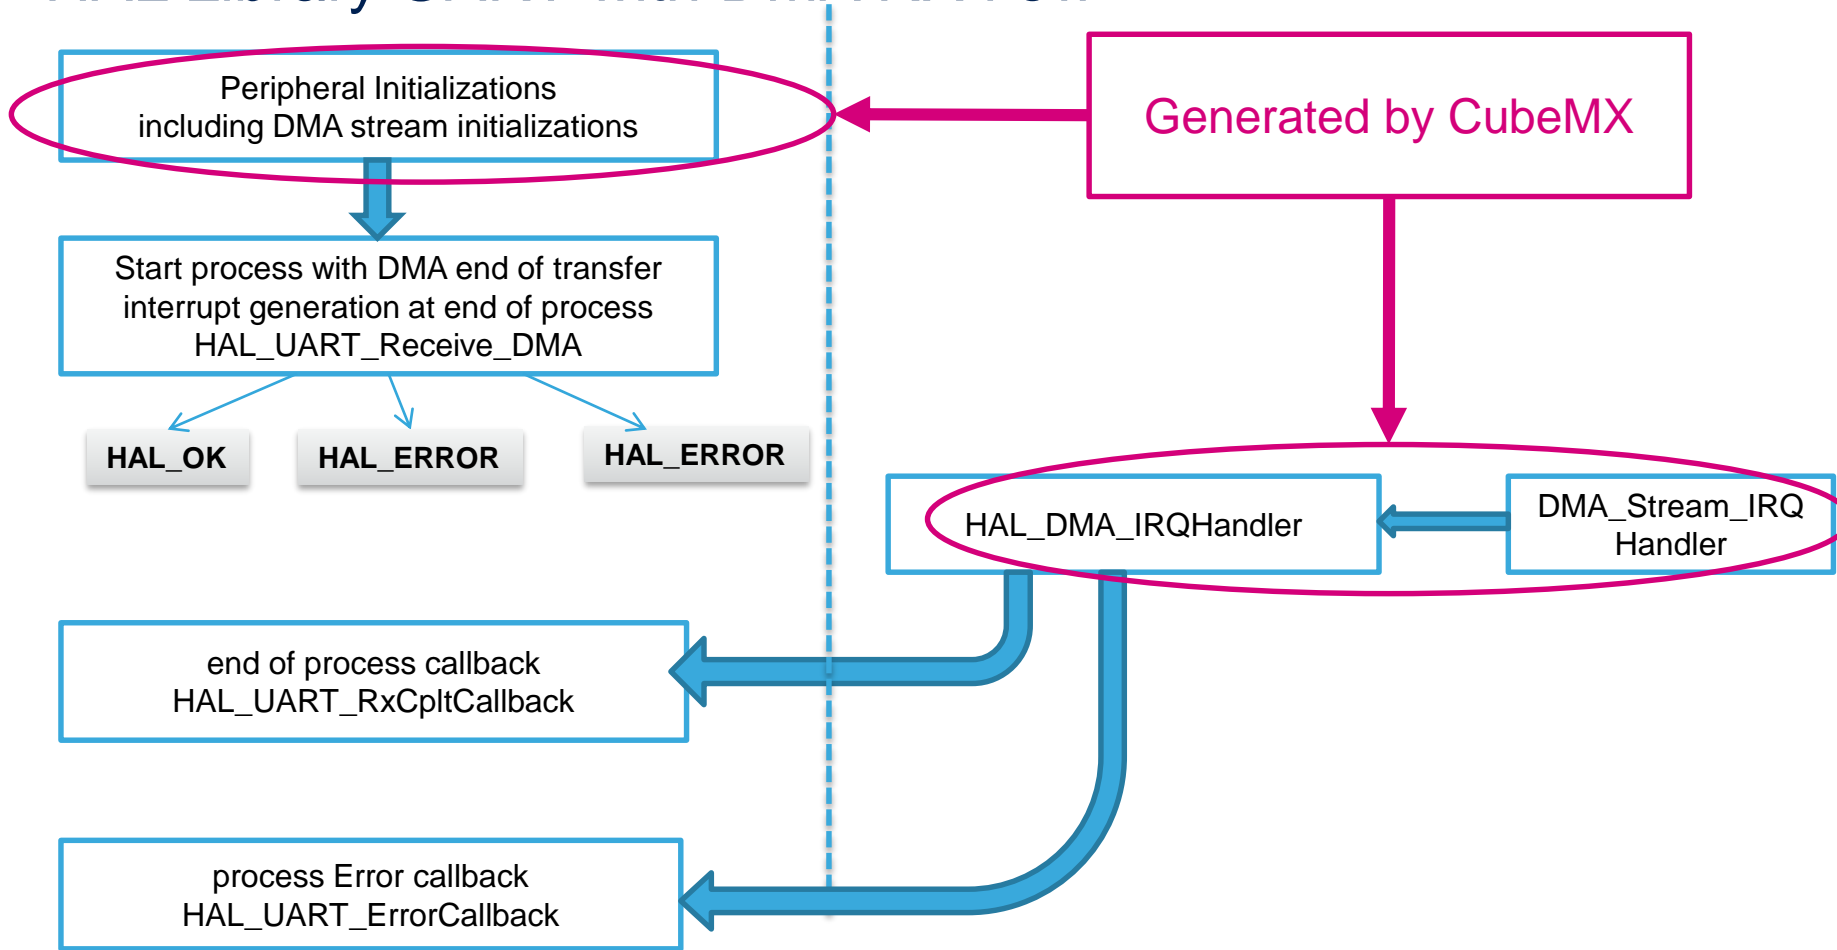 Peripheral Initializations
including DMA stream initializations
Generated by CubeMX
Start process with DMA end of transfer
interrupt generation at end of process
HAL_UART_Receive_DMA
HAL_OK
HAL_ERROR
HAL_ERROR
HAL_DMA_IRQHandler
DMA_Stream_IRQ
Handler
end of process callback
HAL_UART_RxCpltCallback
process Error callback
HAL_UART_ErrorCallback